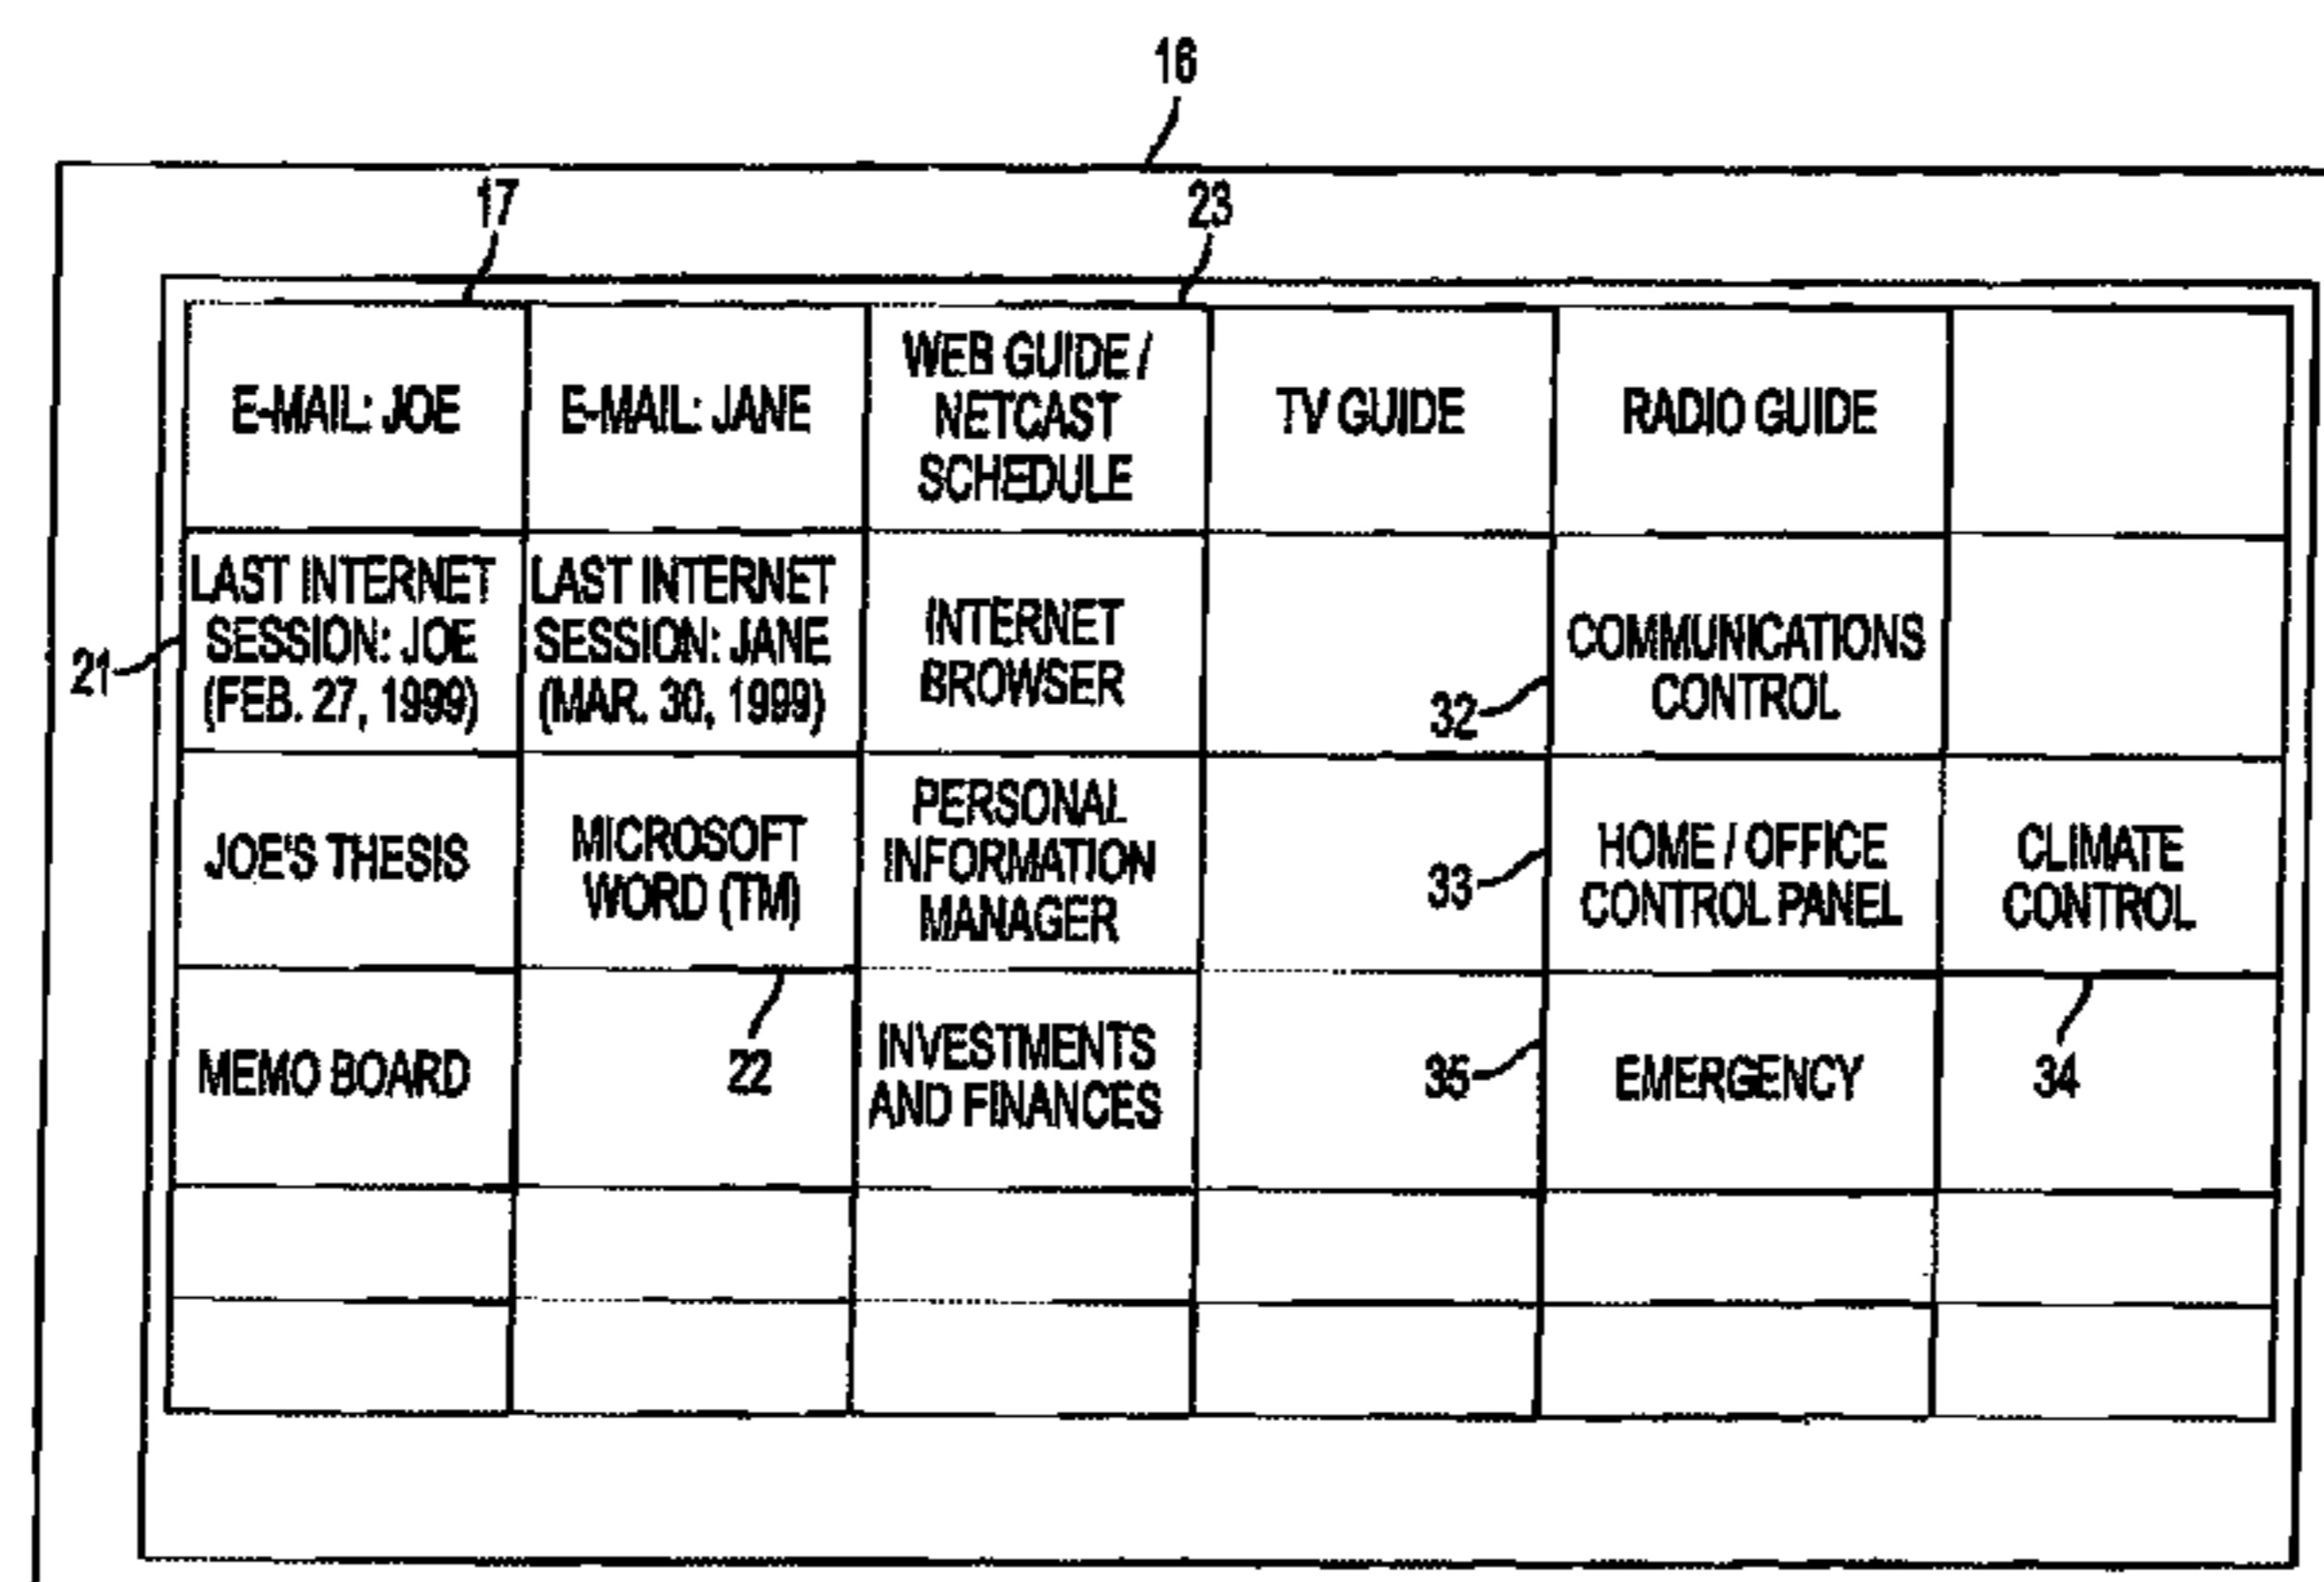 16
17
23
E-MAIL: JOE
E-MAIL: JANE
WEB GUIDE /
NETCAST
SCHEDULE
TV GUIDE
RADIO GUIDE
21
LAST INTERNET
SESSION: JOE
(FEB. 27, 1999)
LAST INTERNET
SESSION: JANE
(MAR. 30, 1999)
INTERNET
BROWSER
32
COMMUNICATIONS
CONTROL
JOE'S THESIS
MICROSOFT
WORD (TM)
PERSONAL
INFORMATION
MANAGER
33
HOME / OFFICE
CONTROL PANEL
CLIMATE
CONTROL
MEMO BOARD
22
INVESTMENTS
AND FINANCES
35
EMERGENCY
34